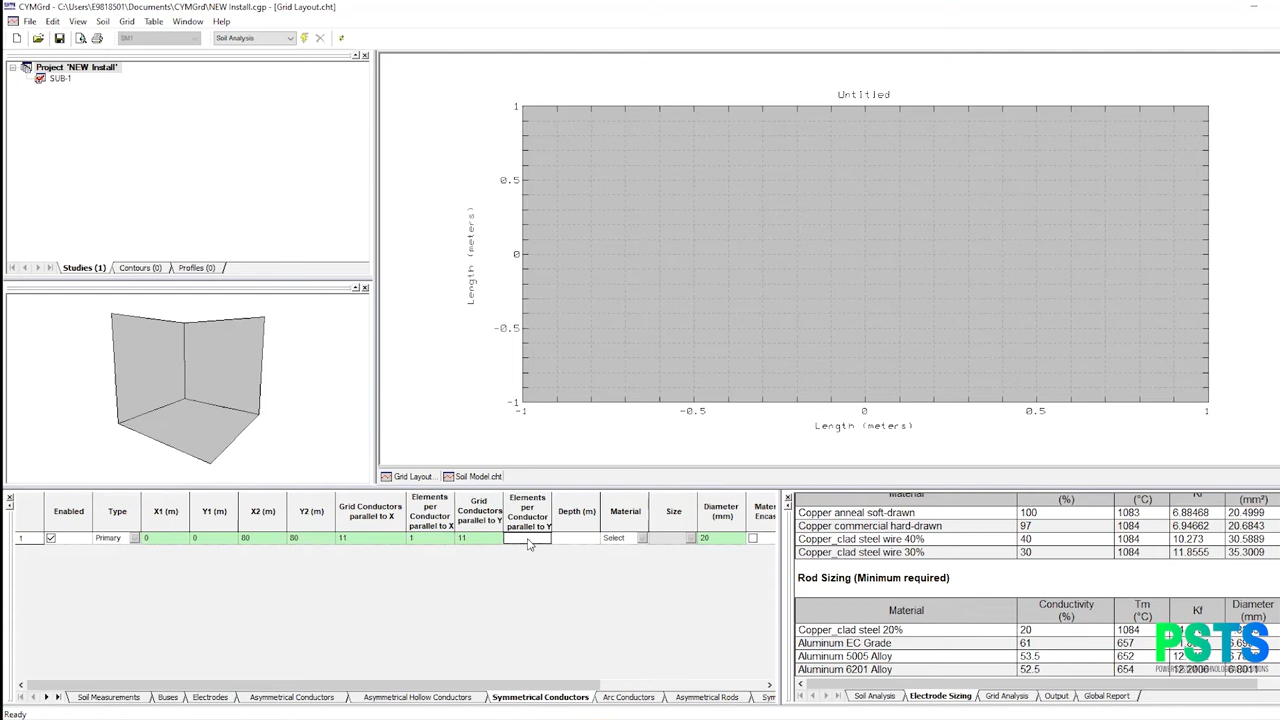 CYMGrd - C:\Users\E9818501\Documents\CYMGrd\NEW Install.cgp - [Grid Layout.cht]
File Edit View Soil Grid Table Window Help
SM1 Soil Analysis
Project 'NEW Install'
SUB-1
Studies (1) Contours (0) Profiles (0)
Untitled
1
0.5
0
-0.5
-1
Length (meters)
-1 -0.5 0 0.5 1
Length (meters)
Grid Layout... Soil Model.cht
Enabled Type X1 (m) Y1 (m) X2 (m) Y2 (m) Grid Conductors parallel to X Elements per Conductor parallel to X Grid Conductors parallel to Y Elements per Conductor parallel to Y Depth (m) Material Size Diameter (mm)
1 Primary 0 0 80 80 11 1 11 Select 20
Soil Measurements Buses Electrodes Asymmetrical Conductors Asymmetrical Hollow Conductors Symmetrical Conductors Arc Conductors Asymmetrical Rods Sym
Material (%) (°C) Kf (mm²)
Copper anneal soft-drawn 100 1083 6.88468 20.4999
Copper commercial hard-drawn 97 1084 6.94662 20.6843
Copper_clad steel wire 40% 40 1084 10.273 30.5889
Copper_clad steel wire 30% 30 1084 11.8555 35.3009
Rod Sizing (Minimum required)
Material Conductivity (%) Tm (°C) Kf Diameter (mm)
Copper_clad steel 20% 20 1084
Aluminum EC Grade 61 657
Aluminum 5005 Alloy 53.5 652
Aluminum 6201 Alloy 52.5 654
PSTS
Soil Analysis Electrode Sizing Grid Analysis Output Global Report
Ready